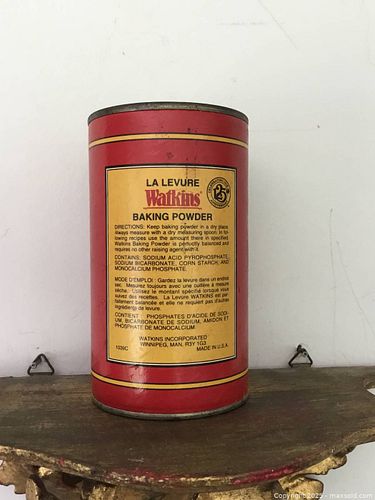 LA LEVURE
Watkins
BAKING POWDER
DIRECTIONS: Keep baking powder in a dry place,
always measure with a dry measuring spoon. In fol-
lowing recipes use the amount there in specified.
Watkins Baking Powder is perfectly balanced and
requires no other raising agent with it.
CONTAINS: SODIUM ACID PYROPHOSPHATE,
SODIUM BICARBONATE, CORN STARCH, AND
MONOCALCIUM PHOSPHATE.
MODE D'EMPLOI: Gardez la levure dans un endroit
sec. Mesurez toujours avec une cuillère à mesure
sèche. Utilisez le montant spécifié lorsque vous
suivez des recettes. La Levure WATKINS est par-
faitement balancée et elle ne requiert pas d'autres
ingrédients de levure.
CONTENT: PHOSPHATES D'ACIDE DE SODI-
UM, BICARBONATE DE SODIUM, AMIDON ET
PHOSPHATE DE MONOCALCIUM.
WATKINS INCORPORATED
WINNIPEG, MAN. R3Y 1G3
1039C MADE IN U.S.A.
Copyright©2025 - maxsold.com